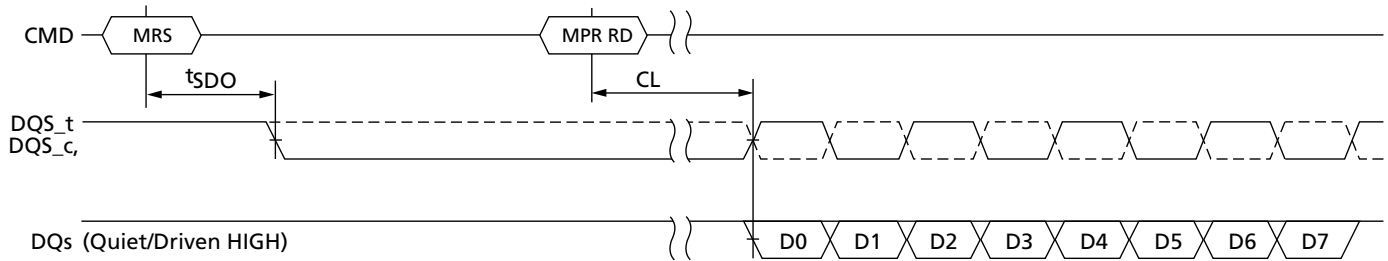 CMD MRS MPR RD
tSDO CL
DQS_t
DQS_c,
DQs (Quiet/Driven HIGH) D0 D1 D2 D3 D4 D5 D6 D7